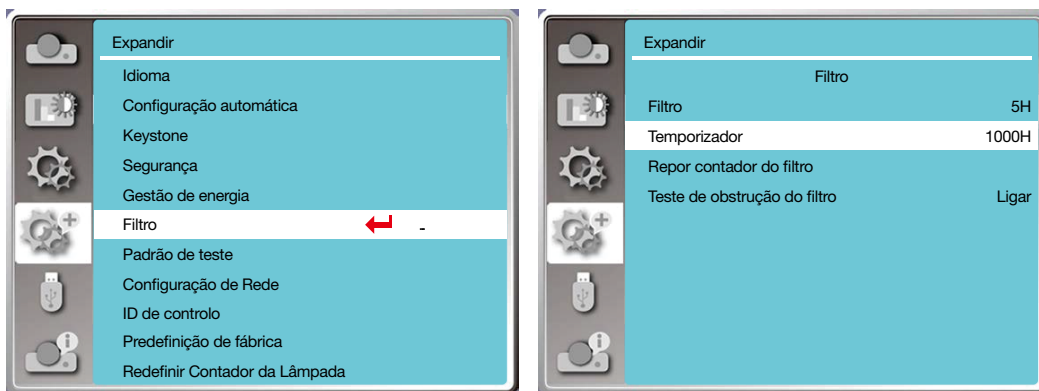 Expandir
Idioma
Configuração automática
Keystone
Segurança
Gestão de energia
Filtro -
Padrão de teste
Configuração de Rede
ID de controlo
Predefinição de fábrica
Redefinir Contador da Lâmpada
Expandir
Filtro
Filtro 5H
Temporizador 1000H
Repor contador do filtro
Teste de obstrução do filtro Ligar